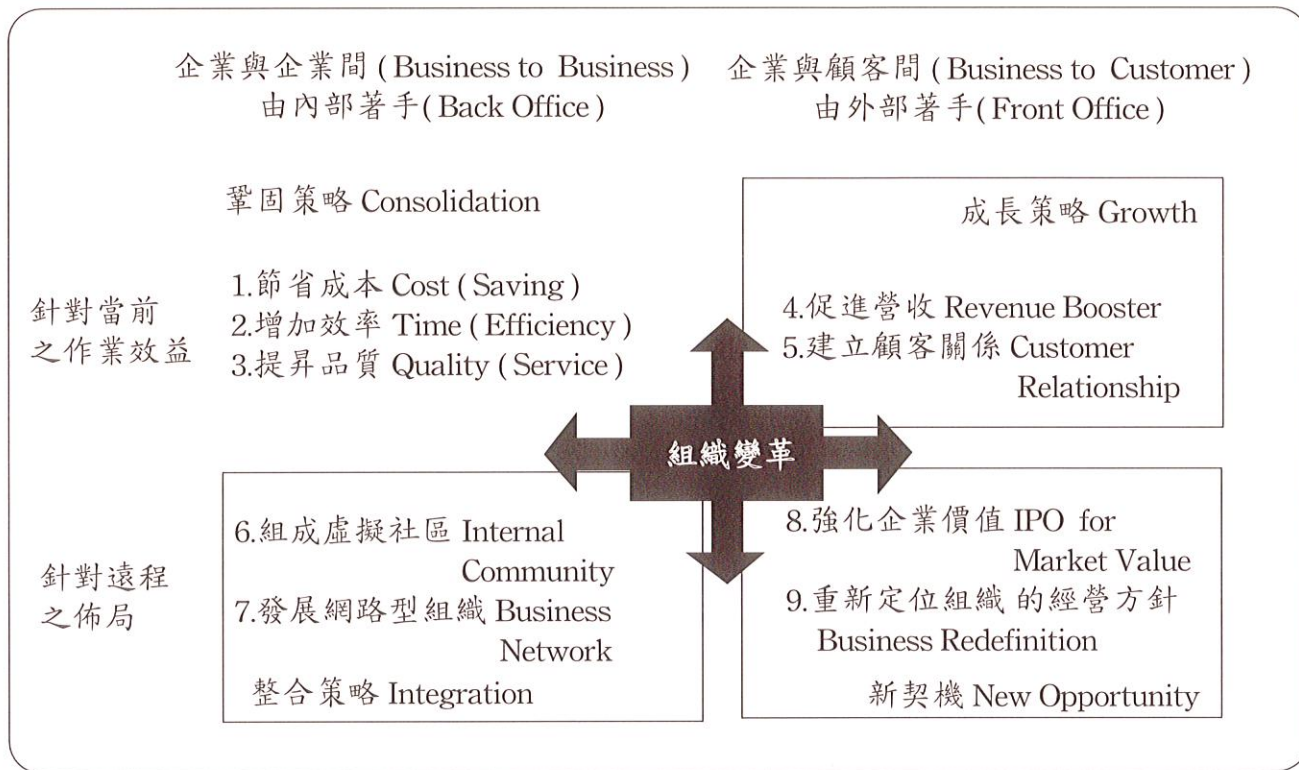 企業與企業間 (Business to Business)
由內部著手(Back Office)
企業與顧客間 (Business to Customer)
由外部著手(Front Office)
針對當前
之作業效益
鞏固策略 Consolidation
1.節省成本 Cost (Saving)
2.增加效率 Time (Efficiency)
3.提昇品質 Quality (Service)
成長策略 Growth
4.促進營收 Revenue Booster
5.建立顧客關係 Customer
Relationship
組織變革
針對遠程
之佈局
6.組成虛擬社區 Internal
Community
7.發展網路型組織 Business
Network
整合策略 Integration
8.強化企業價值 IPO for
Market Value
9.重新定位組織 的經營方針
Business Redefinition
新契機 New Opportunity